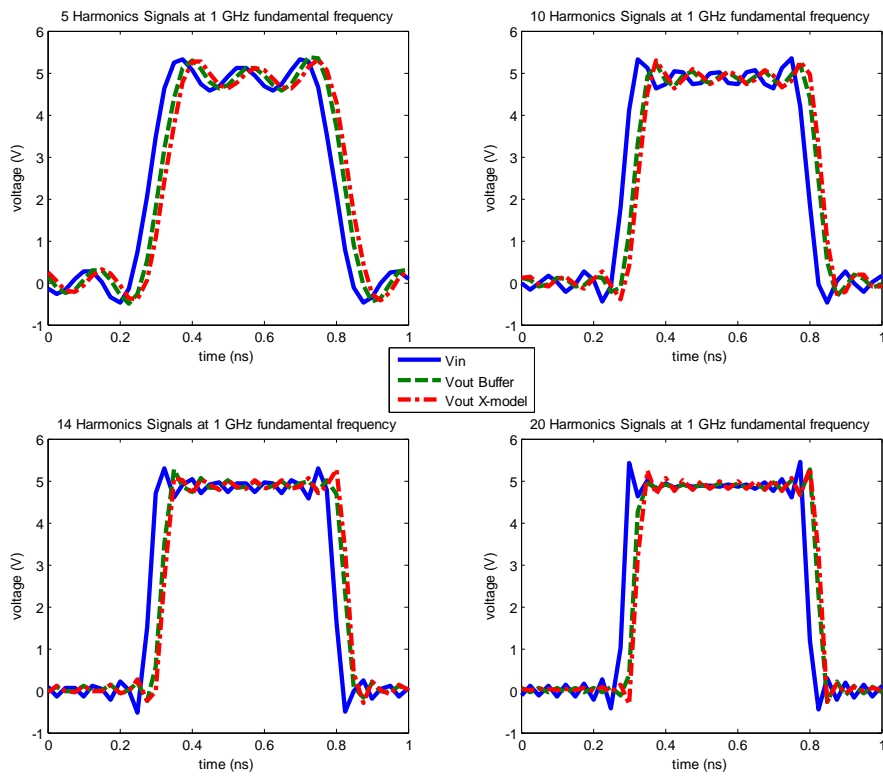 5 Harmonics Signals at 1 GHz fundamental frequency
6
5
4
3
2
1
0
-1
voltage (V)
0 0.2 0.4 0.6 0.8 1
time (ns)
10 Harmonics Signals at 1 GHz fundamental frequency
6
5
4
3
2
1
0
-1
voltage (V)
0 0.2 0.4 0.6 0.8 1
time (ns)
Vin
Vout Buffer
Vout X-model
14 Harmonics Signals at 1 GHz fundamental frequency
6
5
4
3
2
1
0
-1
voltage (V)
0 0.2 0.4 0.6 0.8 1
time (ns)
20 Harmonics Signals at 1 GHz fundamental frequency
6
5
4
3
2
1
0
-1
voltage (V)
0 0.2 0.4 0.6 0.8 1
time (ns)